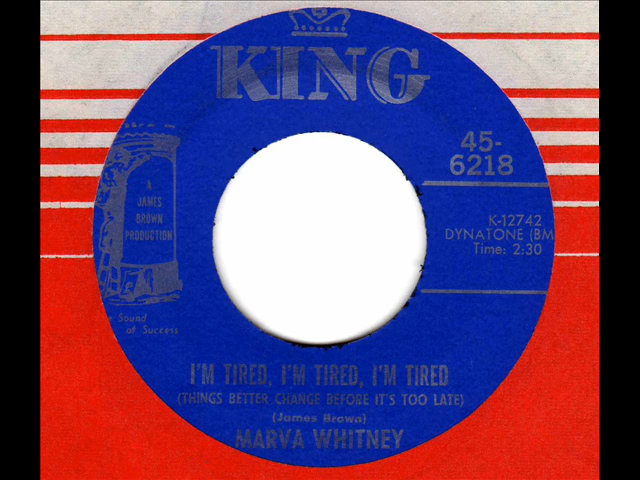 KING
45-
6218
K-12742
DYNATONE (BM
Time: 2:30
A
JAMES
BROWN
PRODUCTION
Sound
of Success
I'M TIRED, I'M TIRED, I'M TIRED
(THINGS BETTER CHANGE BEFORE IT'S TOO LATE)
(James Brown)
MARVA WHITNEY